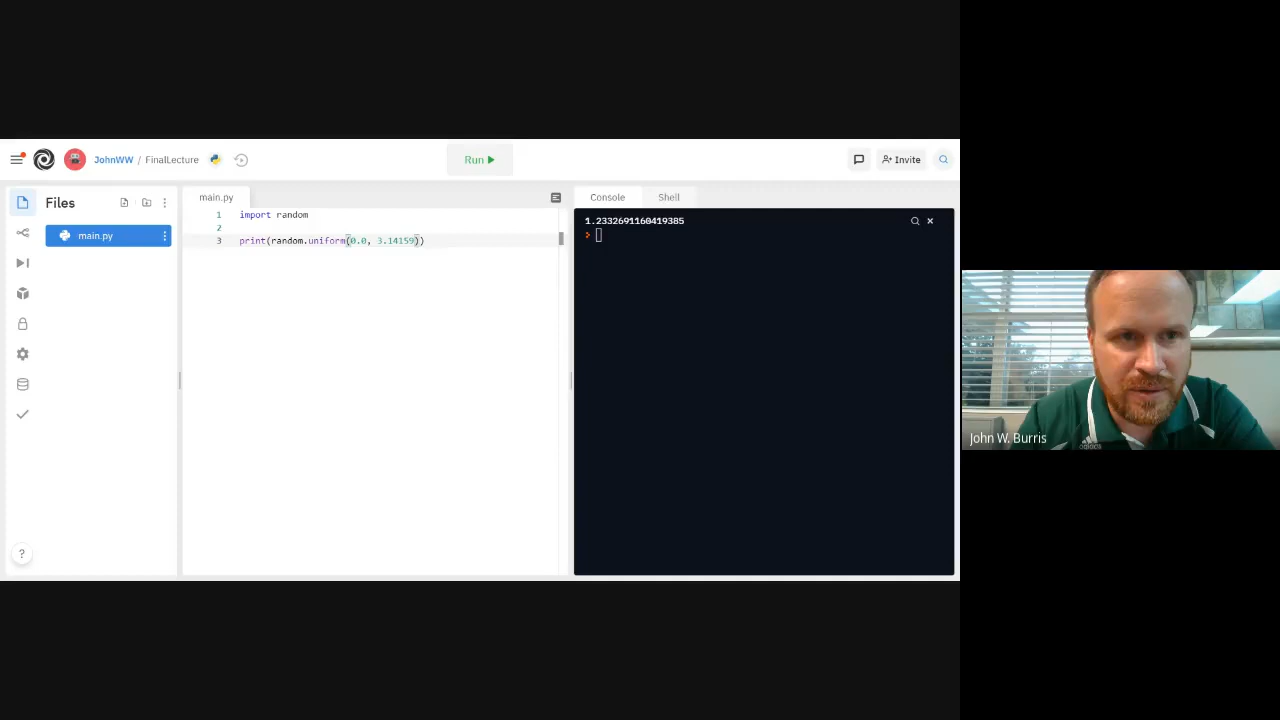 JohnWW / FinalLecture
Run
Invite
Files
main.py
main.py
Console
Shell
1 import random
2
3 print(random.uniform(0.0, 3.14159))
1.2332691160419385
?
John W. Burris
adidas